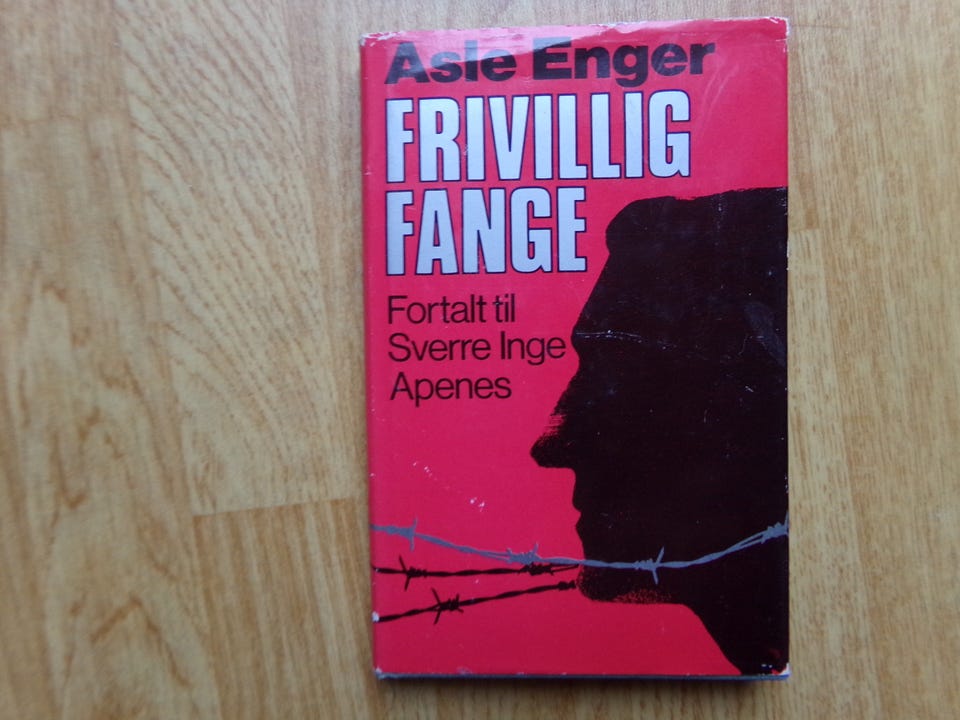 Asle Enger
FRIVILLIG
FANGE
Fortalt til
Sverre Inge
Apenes